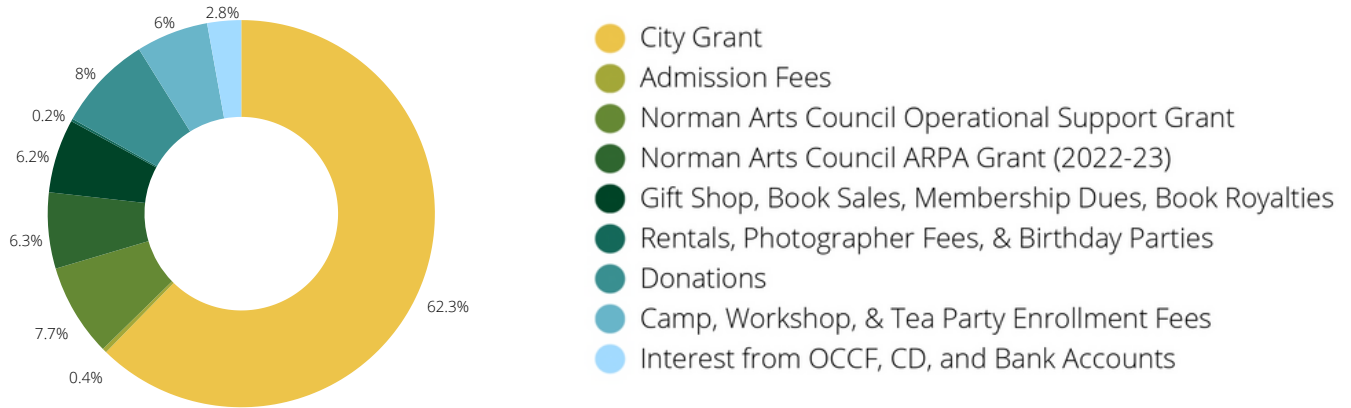 2.8%
6%
8%
0.2%
6.2%
6.3%
7.7%
0.4%
62.3%
City Grant
Admission Fees
Norman Arts Council Operational Support Grant
Norman Arts Council ARPA Grant (2022-23)
Gift Shop, Book Sales, Membership Dues, Book Royalties
Rentals, Photographer Fees, & Birthday Parties
Donations
Camp, Workshop, & Tea Party Enrollment Fees
Interest from OCCF, CD, and Bank Accounts